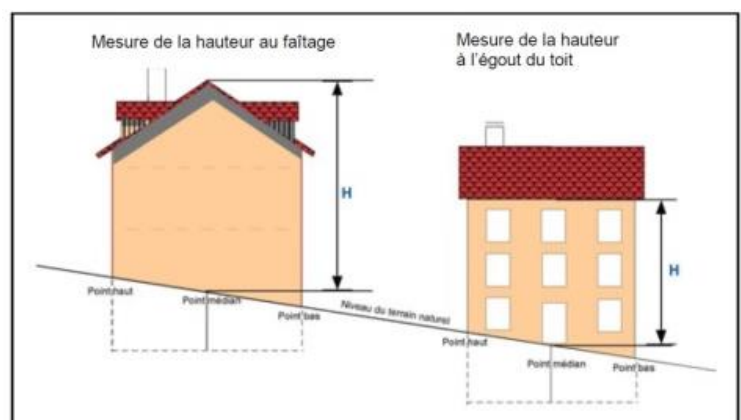 Mesure de la hauteur au faîtage
Mesure de la hauteur
à l'égout du toit
H
H
Point haut
Point médian
Point bas
Niveau du terrain naturel
Point haut
Point médian
Point bas